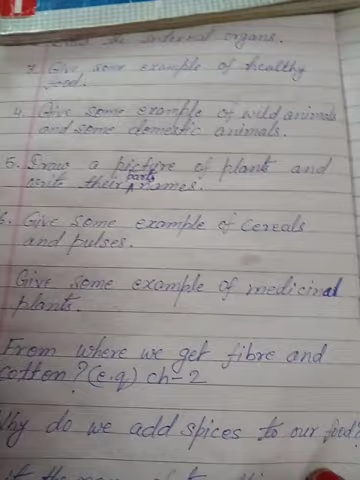 the internal organs.
3. Give some example of healthy
food.
4. Give some example of wild animals
and some domestic animals.
5. Draw a picture of plants and
write their parts names.
6. Give some example of cereals
and pulses.
Give some example of medicinal
plants.
From where we get fibre and
cotton? (e.q) ch-2
Why do we add spices to our food?